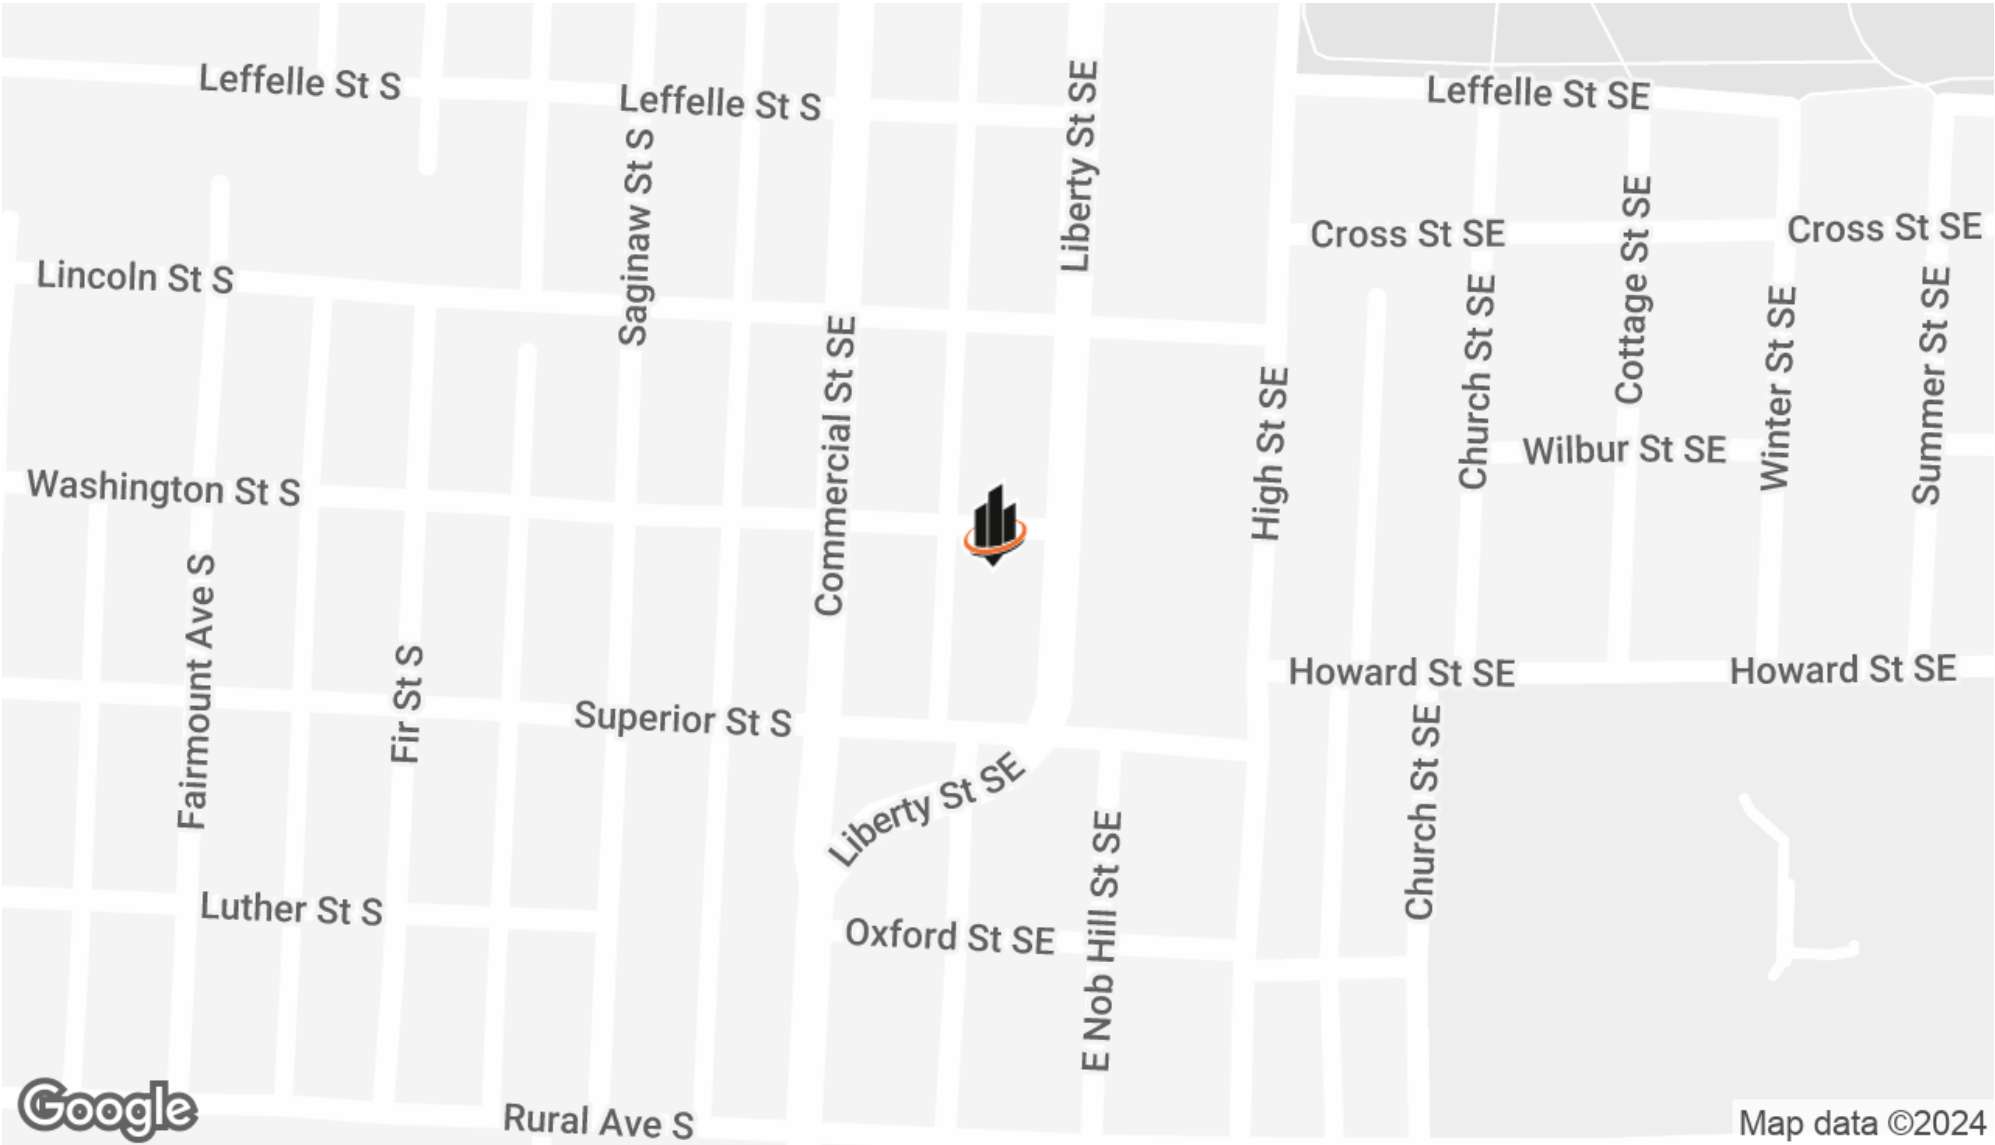 Leffelle St S
Leffelle St S
Leffelle St SE
Liberty St SE
Saginaw St S
Cross St SE
Cross St SE
Cottage St SE
Lincoln St S
Commercial St SE
Church St SE
Winter St SE
Summer St SE
High St SE
Wilbur St SE
Washington St S
Fairmount Ave S
Fir St S
Howard St SE
Howard St SE
Superior St S
Liberty St SE
Church St SE
E Nob Hill St SE
Luther St S
Oxford St SE
Google
Rural Ave S
Map data ©2024